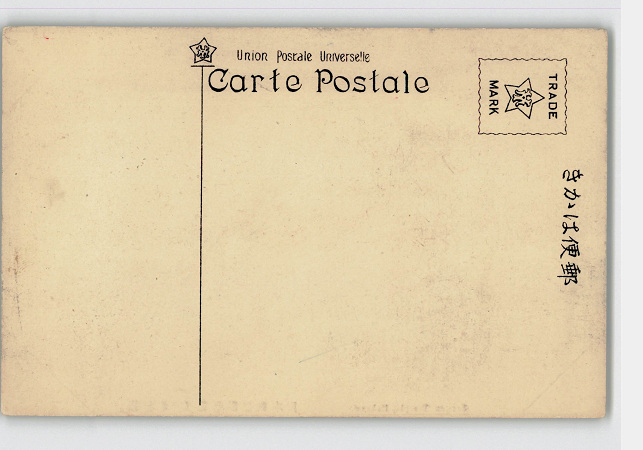 Union Postale Universelle
Carte Postale
TRADE
MARK
きかは便郵